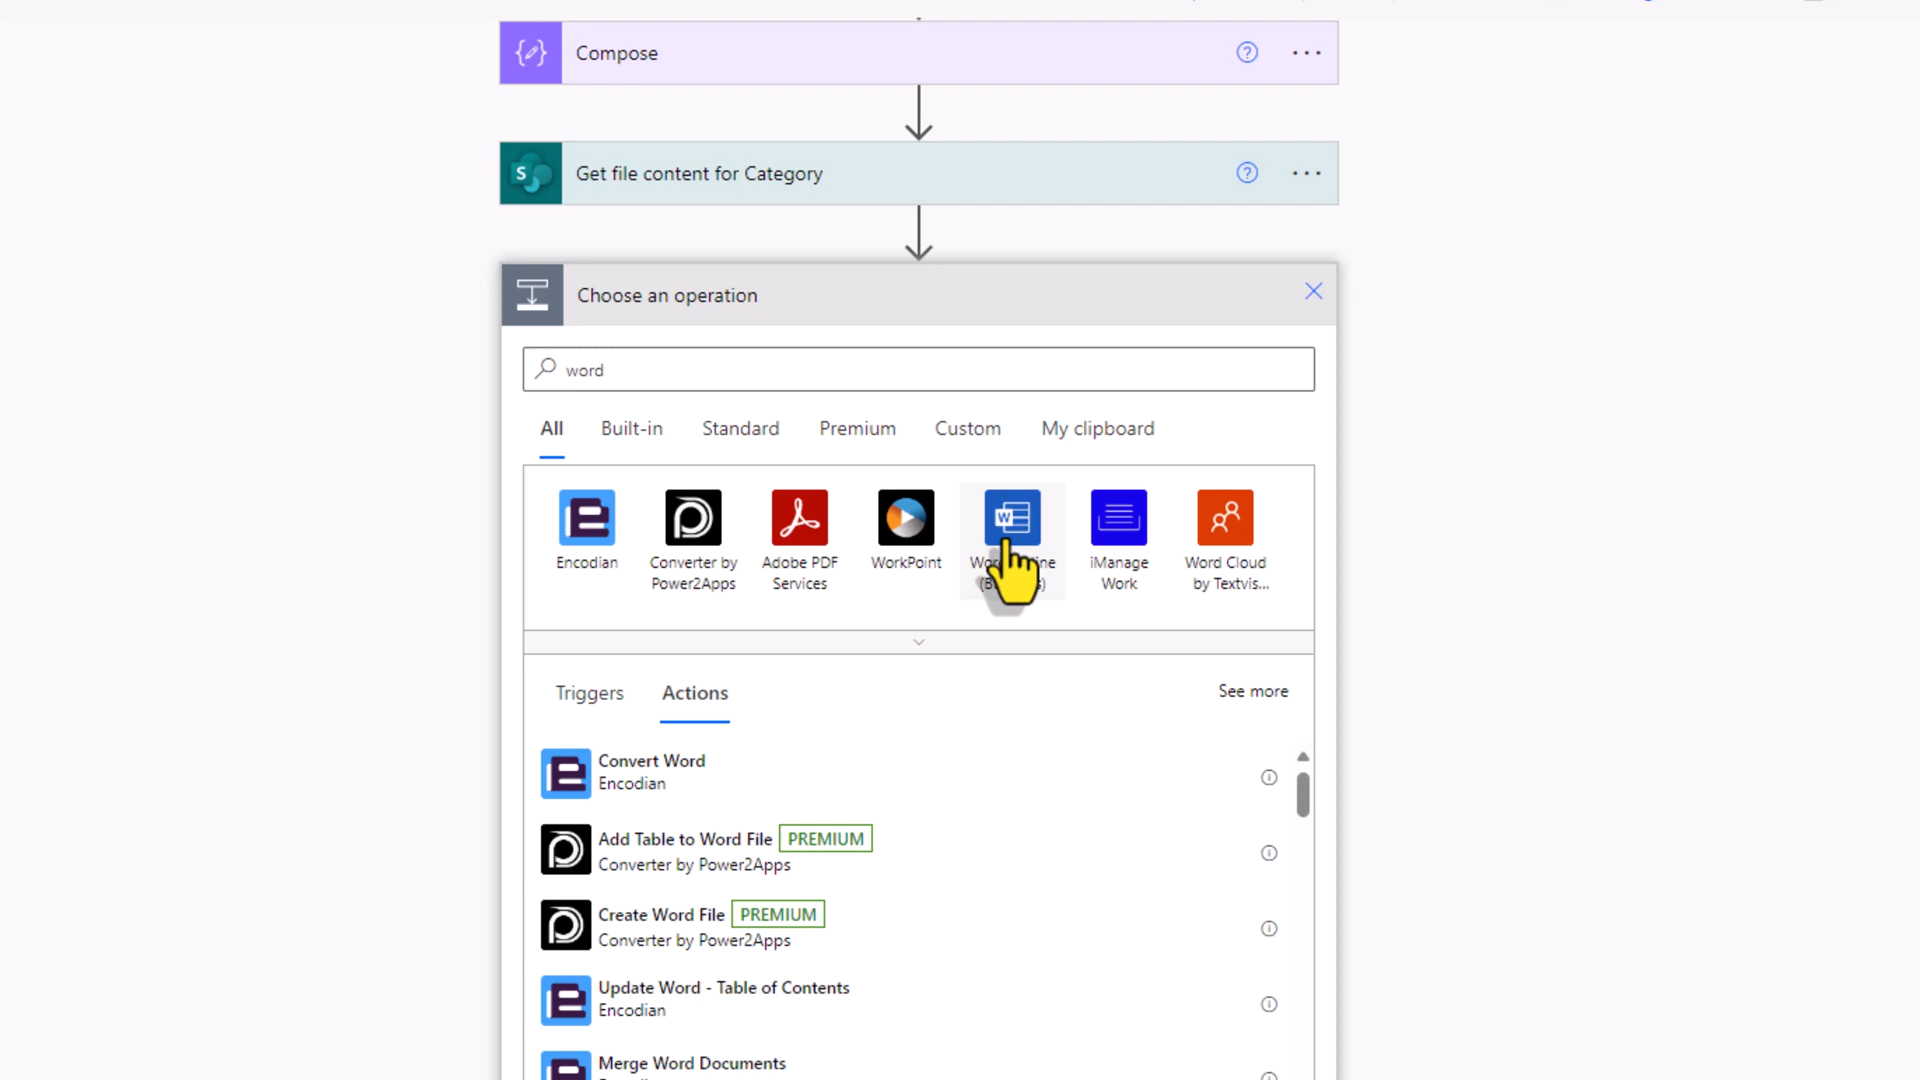 Compose
Get file content for Category
Choose an operation
word
All Built-in Standard Premium Custom My clipboard
Encodian
Converter by
Power2Apps
Adobe PDF
Services
WorkPoint
iManage
Work
Word Cloud
by Textvis...
Triggers Actions See more
Convert Word
Encodian
Add Table to Word File PREMIUM
Converter by Power2Apps
Create Word File PREMIUM
Converter by Power2Apps
Update Word - Table of Contents
Encodian
Merge Word Documents